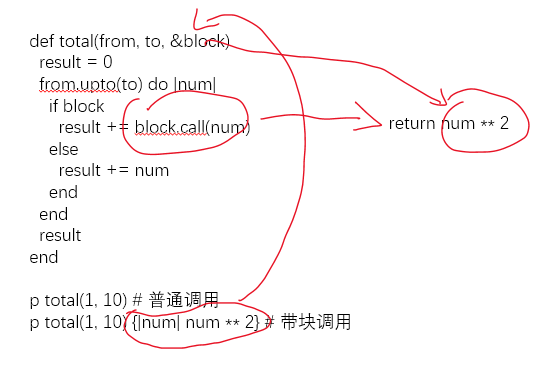 def total(from, to, &block)
result = 0
from.upto(to) do |num|
if block
result += block.call(num)
return num ** 2
else
result += num
end
end
result
end
p total(1, 10) # 普通调用
p total(1, 10) {|num| num ** 2} # 带块调用